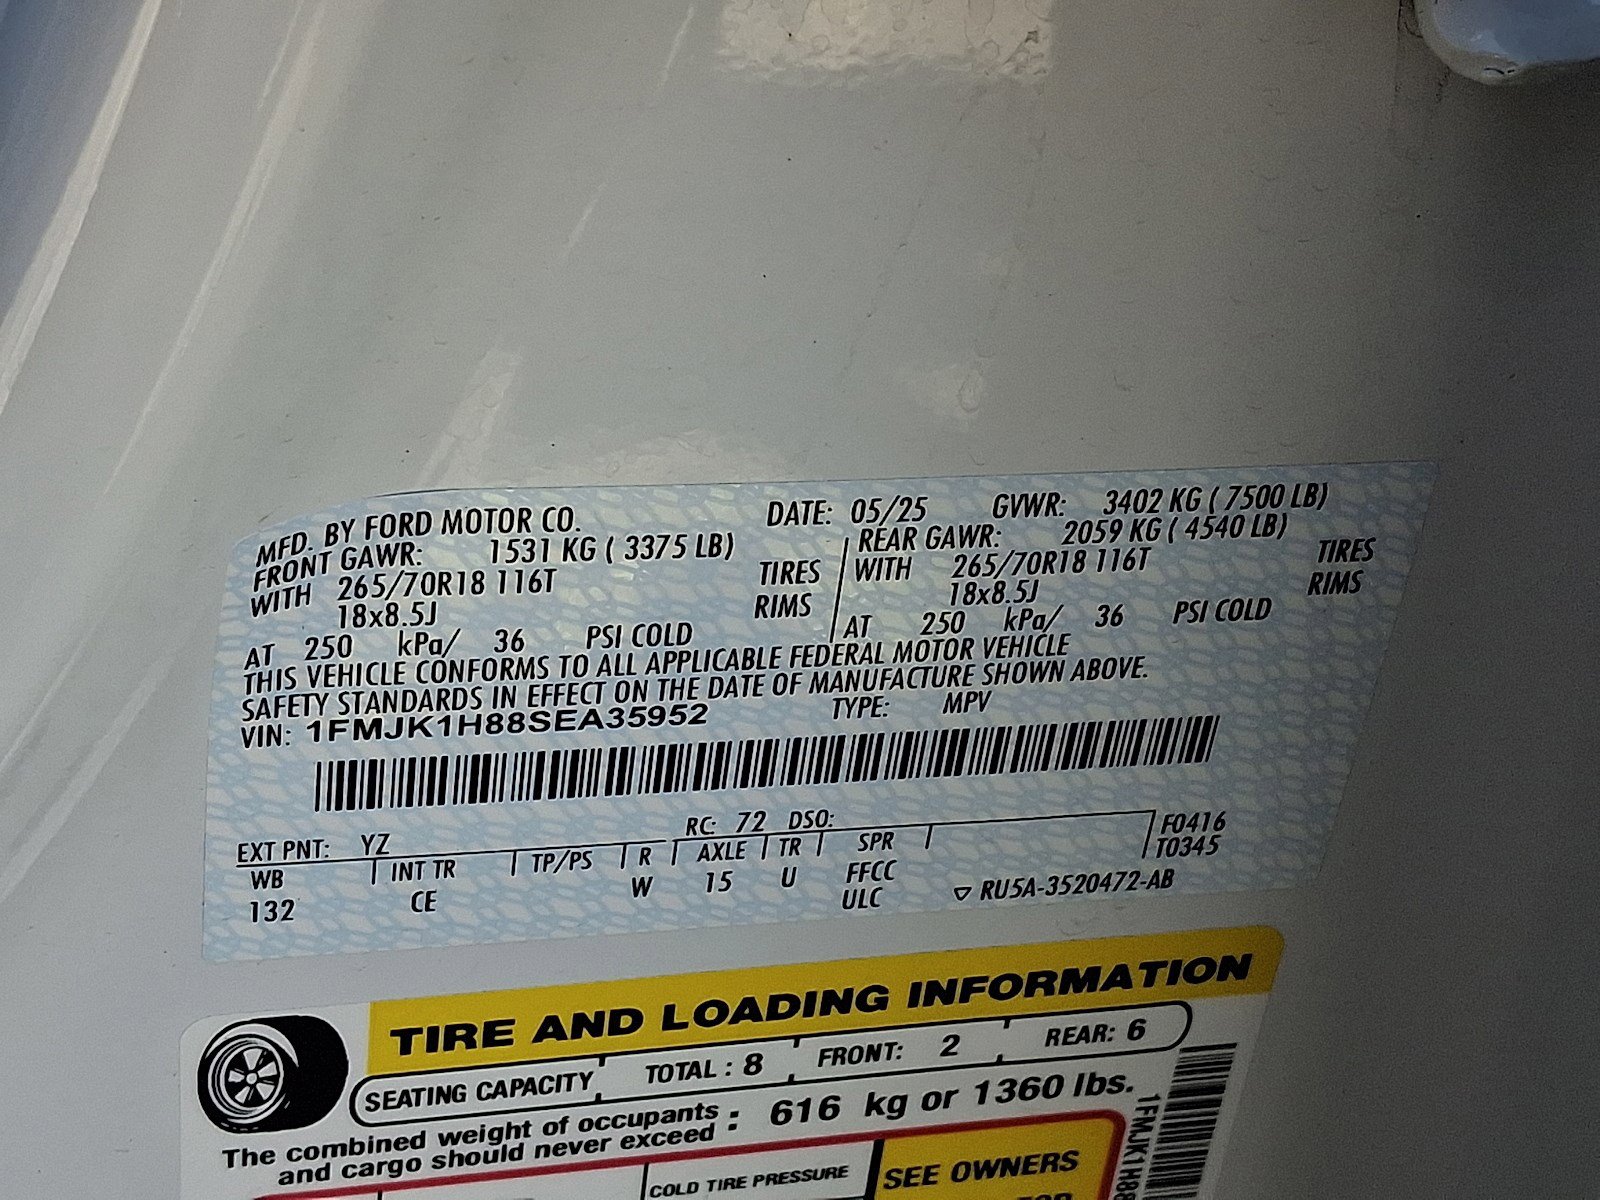 MFD. BY FORD MOTOR CO. DATE: 05/25 GVWR: 3402 KG ( 7500 LB)
FRONT GAWR: 1531 KG ( 3375 LB) REAR GAWR: 2059 KG ( 4540 LB)
WITH 265/70R18 116T TIRES WITH 265/70R18 116T TIRES
18x8.5J RIMS 18x8.5J RIMS
AT 250 kPa/ 36 PSI COLD AT 250 kPa/ 36 PSI COLD
THIS VEHICLE CONFORMS TO ALL APPLICABLE FEDERAL MOTOR VEHICLE
SAFETY STANDARDS IN EFFECT ON THE DATE OF MANUFACTURE SHOWN ABOVE.
VIN: 1FMJK1H88SEA35952 TYPE: MPV
EXT PNT: YZ RC: 72 DSO: F0416
WB INT TR TP/PS R AXLE TR SPR T0345
132 CE W 15 U FFCC
ULC RU5A-3520472-AB
TIRE AND LOADING INFORMATION
SEATING CAPACITY TOTAL : 8 FRONT: 2 REAR: 6
The combined weight of occupants and cargo should never exceed : 616 kg or 1360 lbs.
COLD TIRE PRESSURE SEE OWNERS
FOR
1FMJK1H88